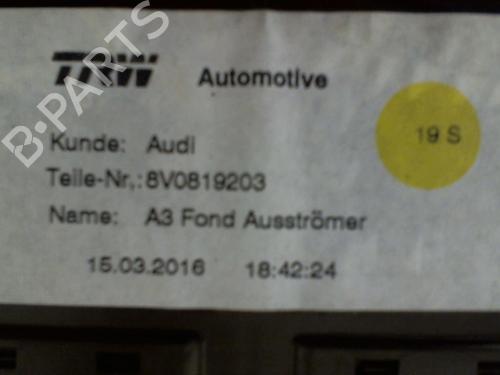 TRW Automotive
B-PARTS
19 S
Kunde: Audi
Teile-Nr,:8V0819203
Name: A3 Fond Ausströmer
15.03.2016 18:42:24